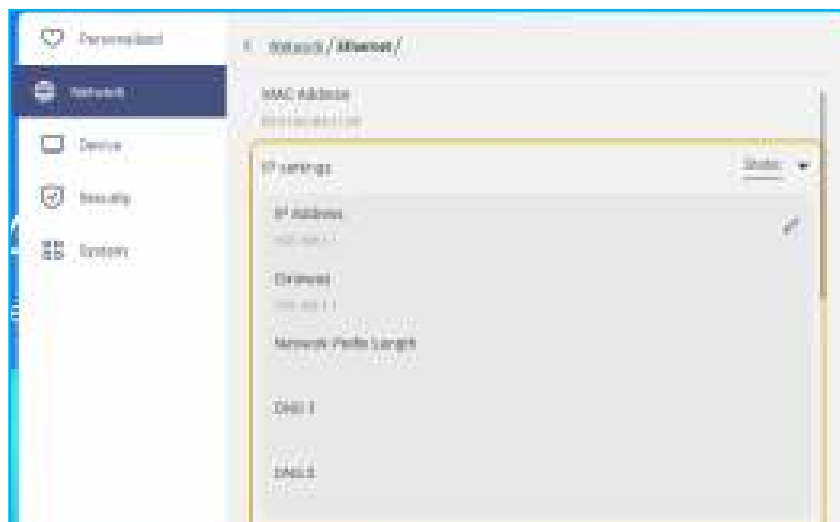 Personalized
Network / Ethernet /
Network
MAC Address
Device
IP settings
Static
Security
IP Address
System
Gateway
Network Prefix Length
DNS 1
DNS 2